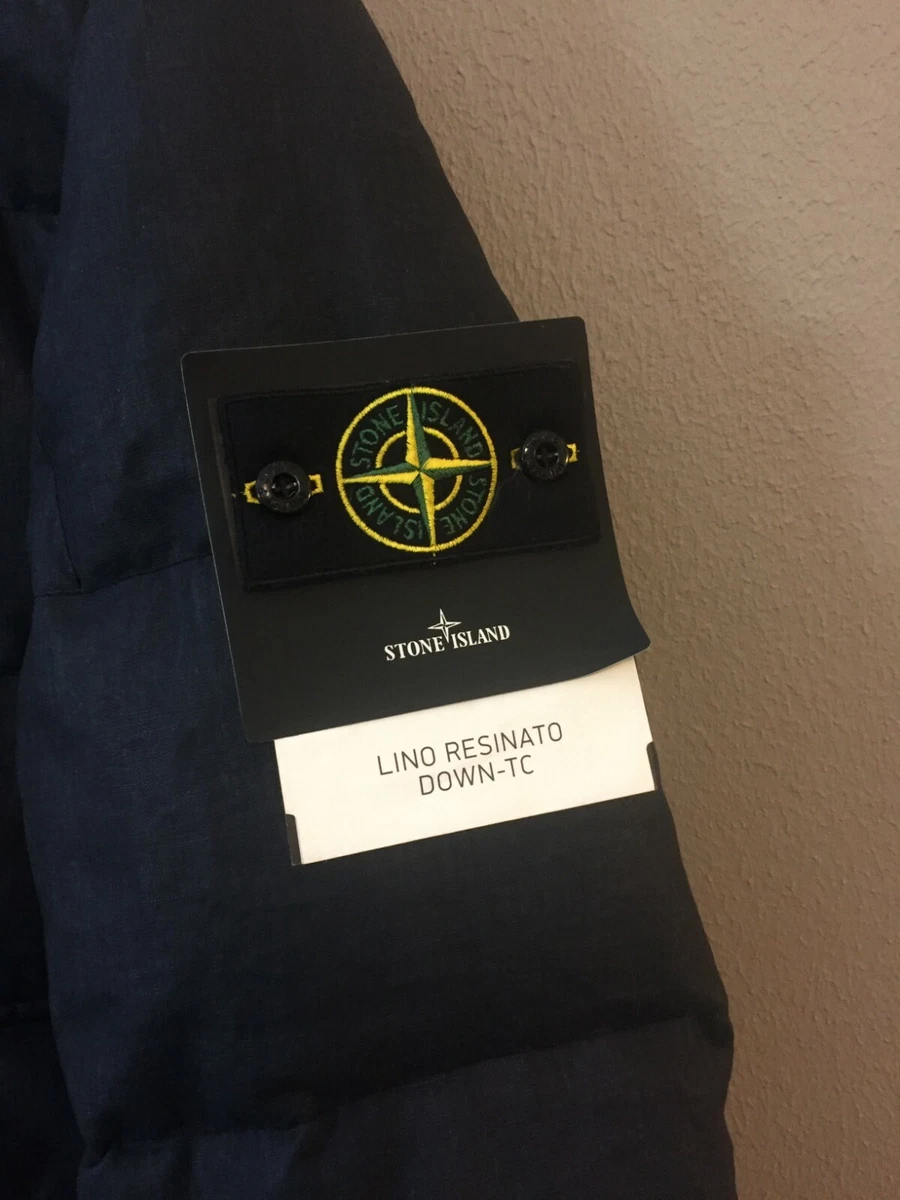 STONE ISLAND
STONE ISLAND
STONE ISLAND
LINO RESINATO
DOWN-TC